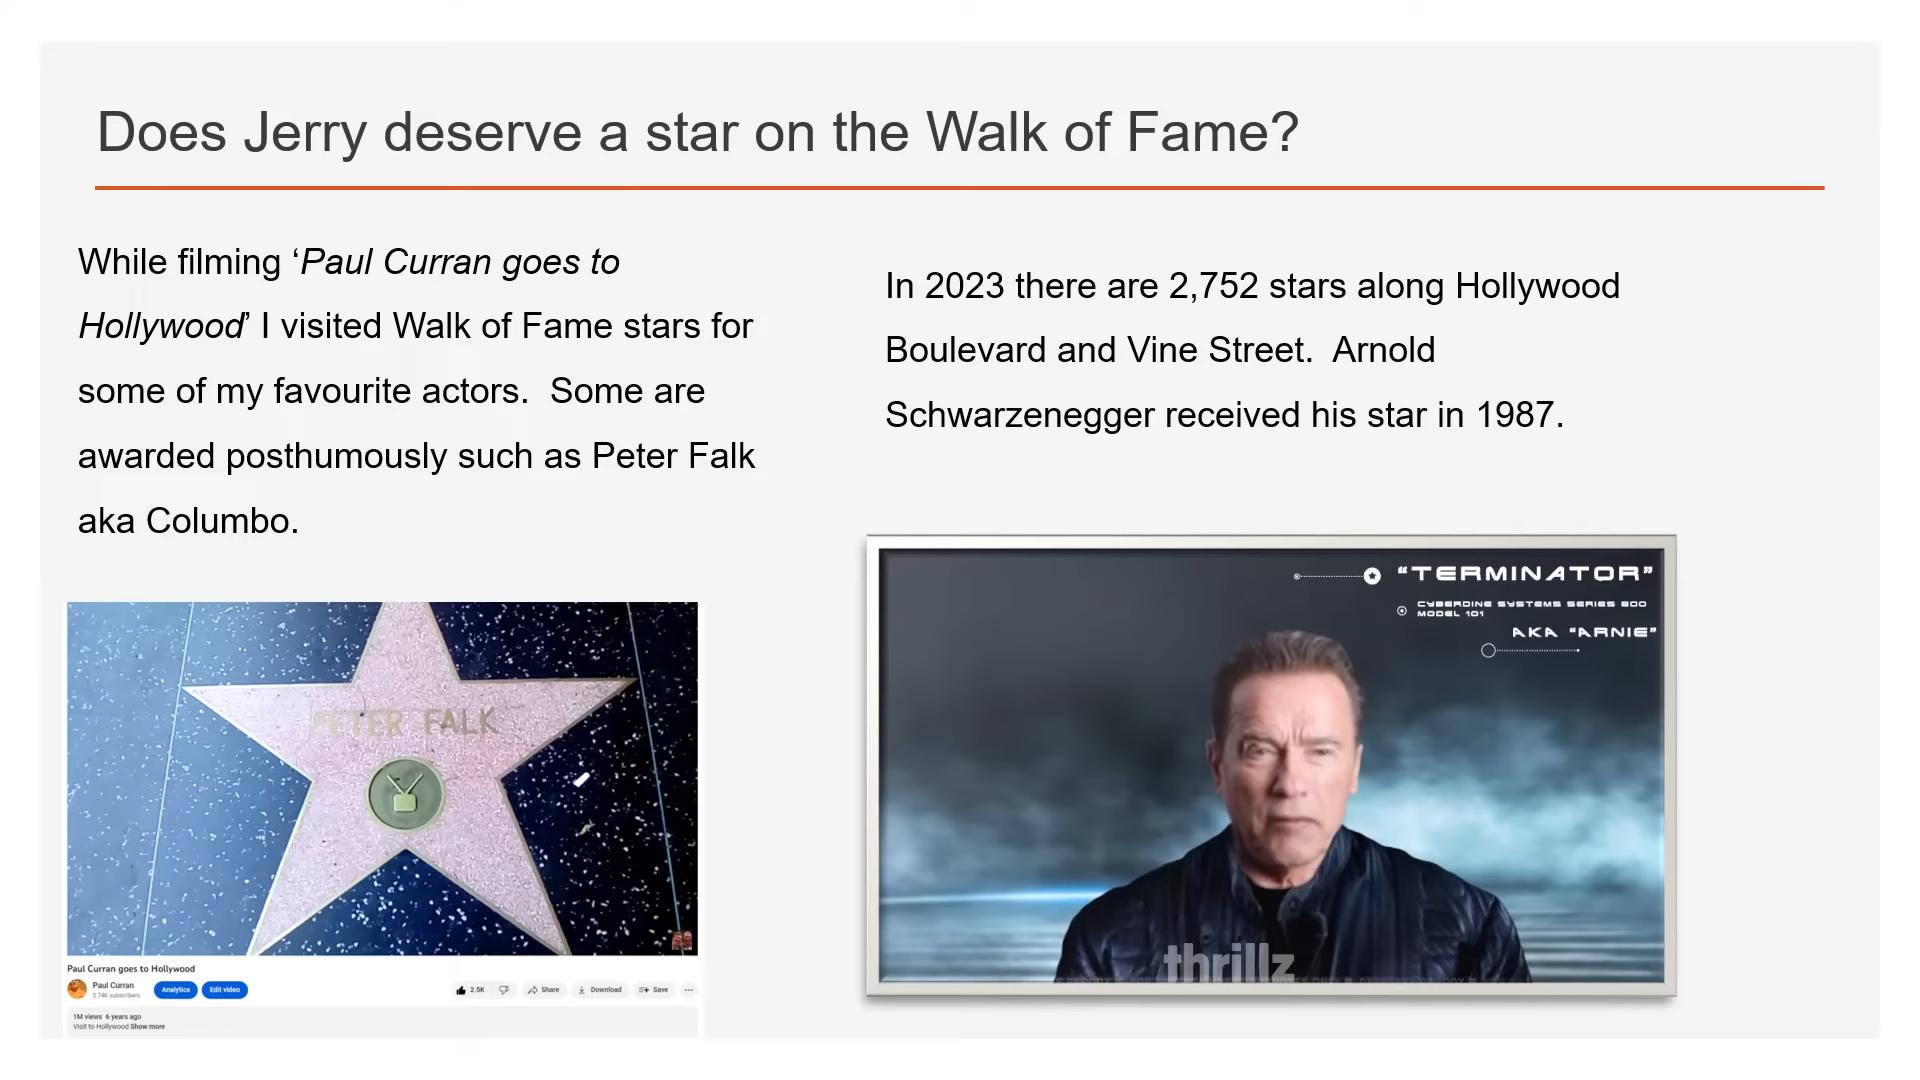 Does Jerry deserve a star on the Walk of Fame?
While filming ‘Paul Curran goes to
Hollywood’ I visited Walk of Fame stars for
some of my favourite actors.  Some are
awarded posthumously such as Peter Falk
aka Columbo.
In 2023 there are 2,752 stars along Hollywood
Boulevard and Vine Street.  Arnold
Schwarzenegger received his star in 1987.
PETER FALK
Paul Curran goes to Hollywood
Paul Curran
5.74K subscribers
Analytics
Edit video
2.5K
Share
Download
Save
1M views 6 years ago
Visit to Hollywood Show more
“TERMINATOR”
CYBERDINE SYSTEMS SERIES 800
MODEL 101
AKA “ARNIE”
thrillz